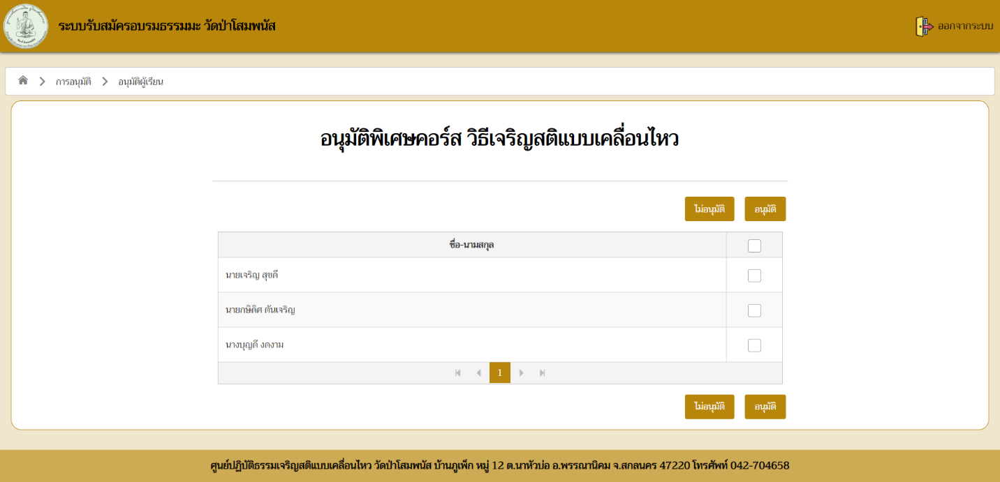 ระบบรับสมัครอบรมธรรมมะ วัดป่าโสมพนัส
ออกจากระบบ
การอนุมัติ
อนุมัติผู้เรียน
อนุมัติพิเศษคอร์ส วิธีเจริญสติแบบเคลื่อนไหว
ไม่อนุมัติ
อนุมัติ
ชื่อ-นามสกุล
นายเจริญ สุขดี
นายกษิดิศ ตันเจริญ
นางบุญดี งดงาม
1
ไม่อนุมัติ
อนุมัติ
ศูนย์ปฏิบัติธรรมเจริญสติแบบเคลื่อนไหว วัดป่าโสมพนัส บ้านภูเพ็ก หมู่ 12 ต.นาหัวบ่อ อ.พรรณานิคม จ.สกลนคร 47220 โทรศัพท์ 042-704658